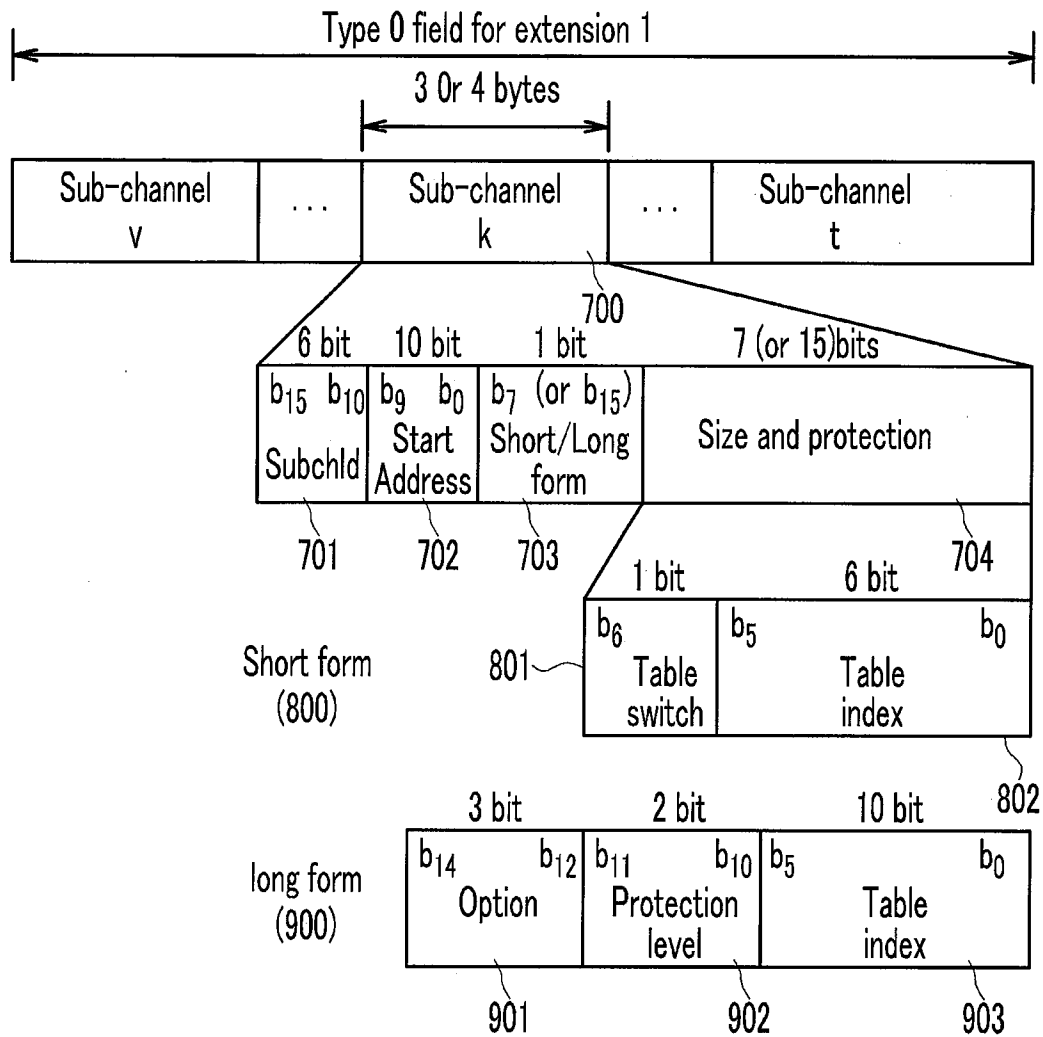 Type 0 field for extension 1
3 0r 4 bytes
Sub-channel v ... Sub-channel k ... Sub-channel t
700
6 bit 10 bit 1 bit 7 (or 15)bits
b15 b10 b9 b0 b7 (or b15)
SubchId Start Address Short/Long form Size and protection
701 702 703 704
1 bit 6 bit
b6 b5 b0
Short form (800) 801 Table switch Table index
802
3 bit 2 bit 10 bit
b14 b12 b11 b10 b5 b0
long form (900) Option Protection level Table index
901 902 903